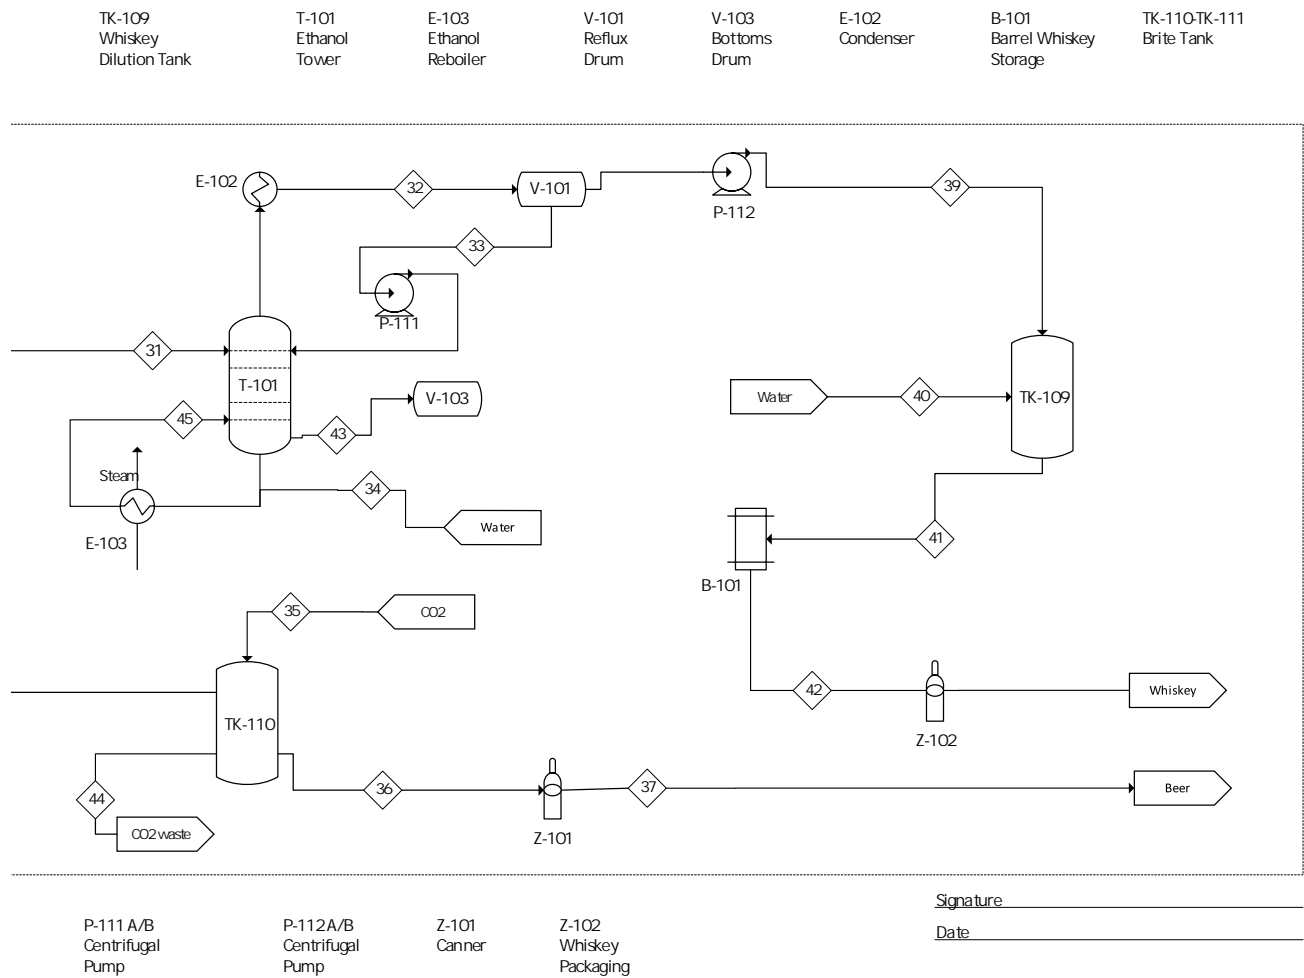 TK-109
Whiskey
Dilution Tank
T-101
Ethanol
Tower
E-103
Ethanol
Reboiler
V-101
Reflux
Drum
V-103
Bottoms
Drum
E-102
Condenser
B-101
Barrel Whiskey
Storage
TK-110-TK-111
Brite Tank
E-102
32
V-101
P-112
39
33
P-111
31
T-101
45
V-103
43
Water
40
TK-109
Steam
34
Water
E-103
41
B-101
35
CO2
TK-110
42
Z-102
Whiskey
44
36
37
Beer
CO2 waste
Z-101
P-111 A/B
Centrifugal
Pump
P-112 A/B
Centrifugal
Pump
Z-101
Canner
Z-102
Whiskey
Packaging
Signature
Date